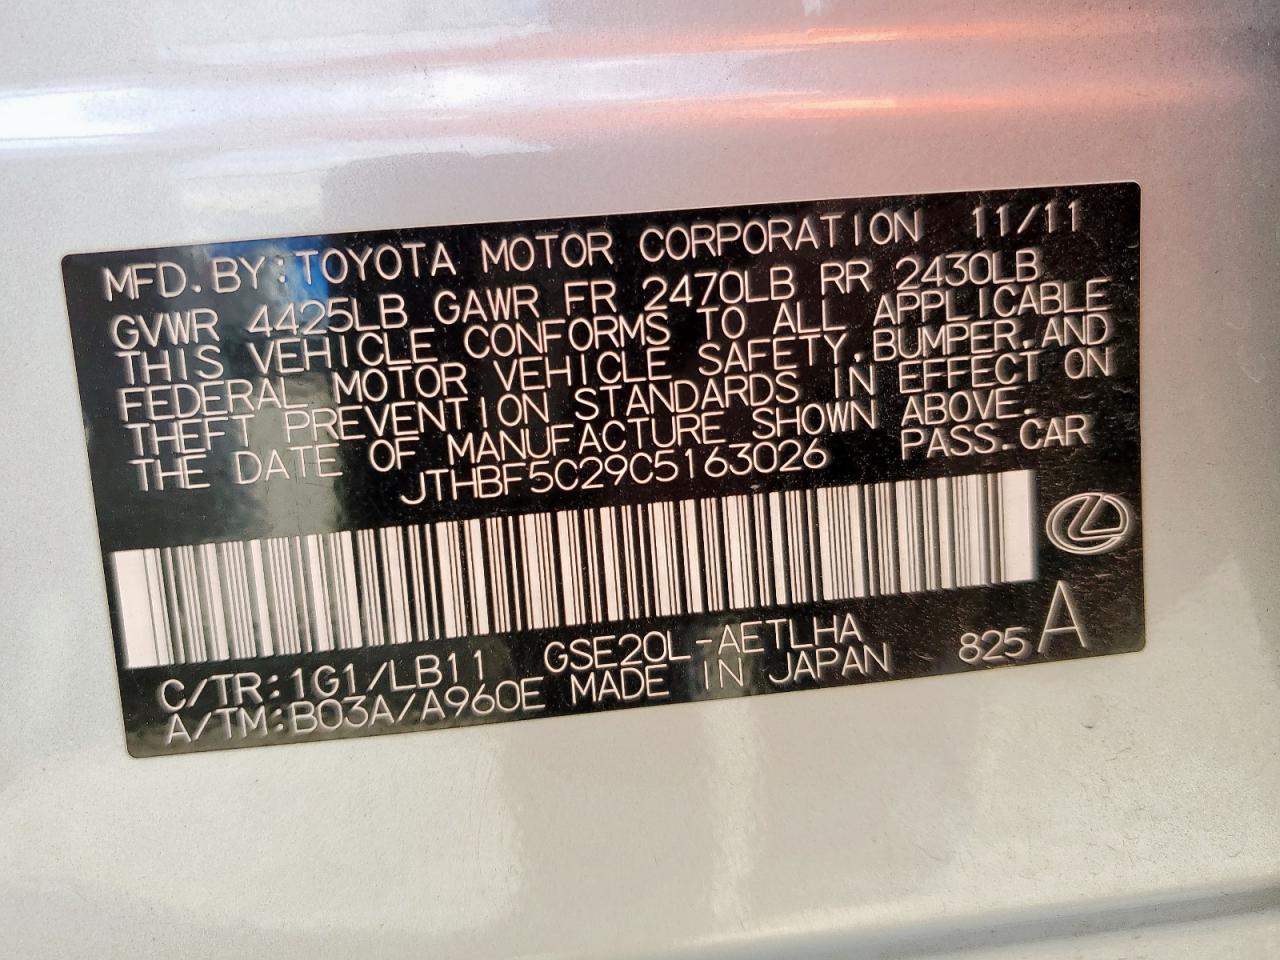 MFD. BY:TOYOTA MOTOR CORPORATION 11/11
GVWR 4425LB GAWR FR 2470LB RR 2430LB
THIS VEHICLE CONFORMS TO ALL APPLICABLE
FEDERAL MOTOR VEHICLE SAFETY,BUMPER,AND
THEFT PREVENTION STANDARDS IN EFFECT ON
THE DATE OF MANUFACTURE SHOWN ABOVE.
JTHBF5C29C5163026 PASS.CAR
C/TR:1G1/LB11 GSE20L-AETLHA
A/TM:B03A/A960E MADE IN JAPAN 825 A